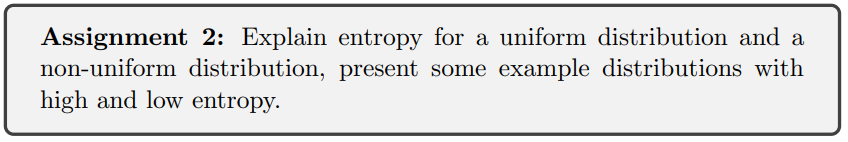 Assignment 2: Explain entropy for a uniform distribution and a
non-uniform distribution, present some example distributions with
high and low entropy.